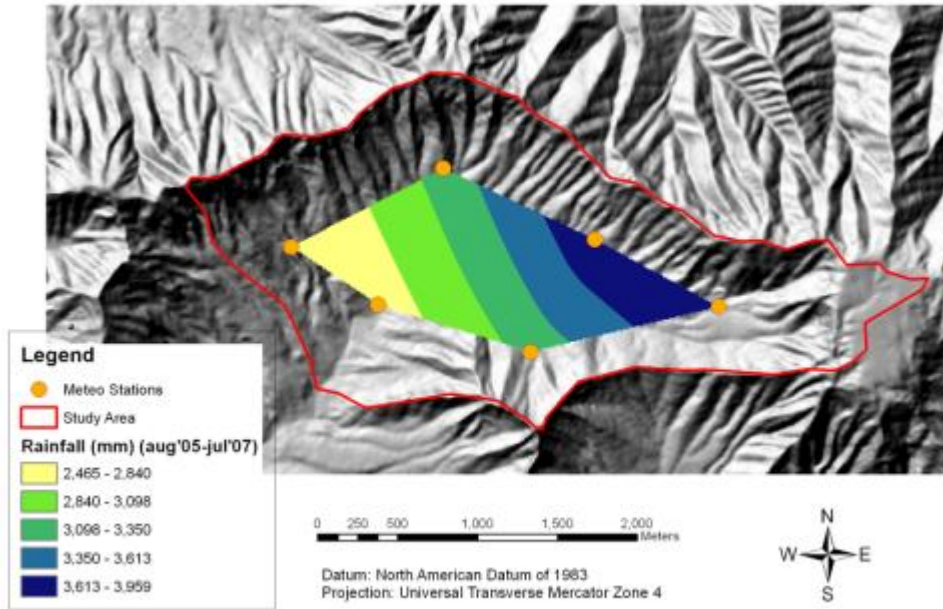 Legend
Meteo Stations
Study Area
Rainfall (mm) (aug'05-jul'07)
2,465 - 2,840
2,840 - 3,098
3,098 - 3,350
3,350 - 3,613
3,613 - 3,959
0 250 500 1,000 1,500 2,000
Meters
Datum: North American Datum of 1983
Projection: Universal Transverse Mercator Zone 4
N
W E
S